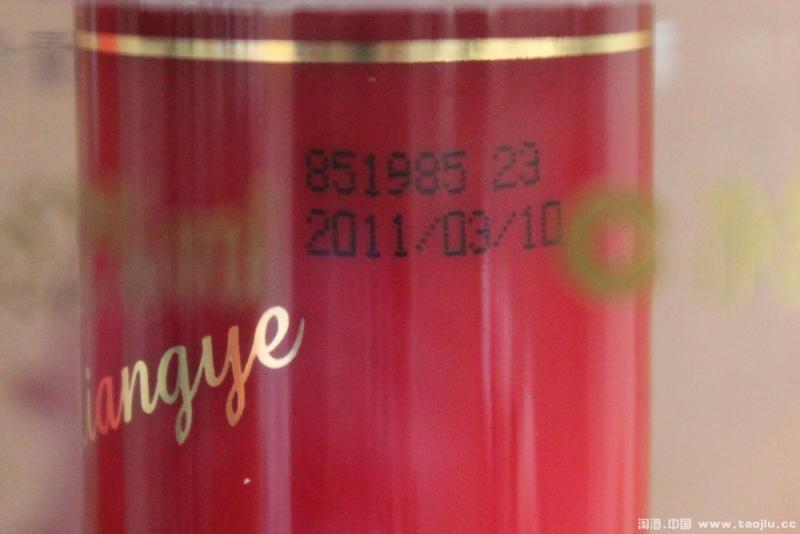 851985 23
2011/03/10
iangye
淘酒.中国 www.taojiu.cc